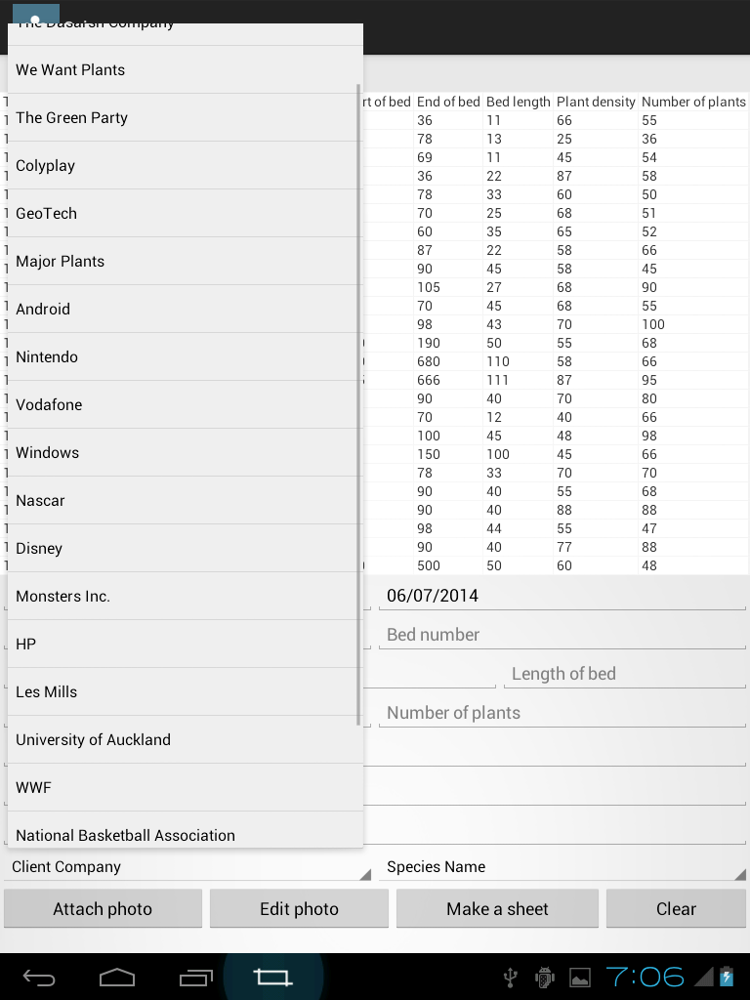 The Dasarsh Company
We Want Plants
The Green Party
Colyplay
GeoTech
Major Plants
Android
Nintendo
Vodafone
Windows
Nascar
Disney
Monsters Inc.
HP
Les Mills
University of Auckland
WWF
National Basketball Association
rt of bed End of bed Bed length Plant density Number of plants
36 11 66 55
78 13 25 36
69 11 45 54
36 22 87 58
78 33 60 50
70 25 68 51
60 35 65 52
87 22 58 66
90 45 58 45
105 27 68 90
70 45 68 55
98 43 70 100
190 50 55 68
680 110 58 66
666 111 87 95
90 40 70 80
70 12 40 66
100 45 48 98
150 100 45 66
78 33 70 70
90 40 55 68
90 40 88 88
98 44 55 47
90 40 77 88
500 50 60 48
06/07/2014
Bed number
Length of bed
Number of plants
Client Company Species Name
Attach photo Edit photo Make a sheet Clear
7:06